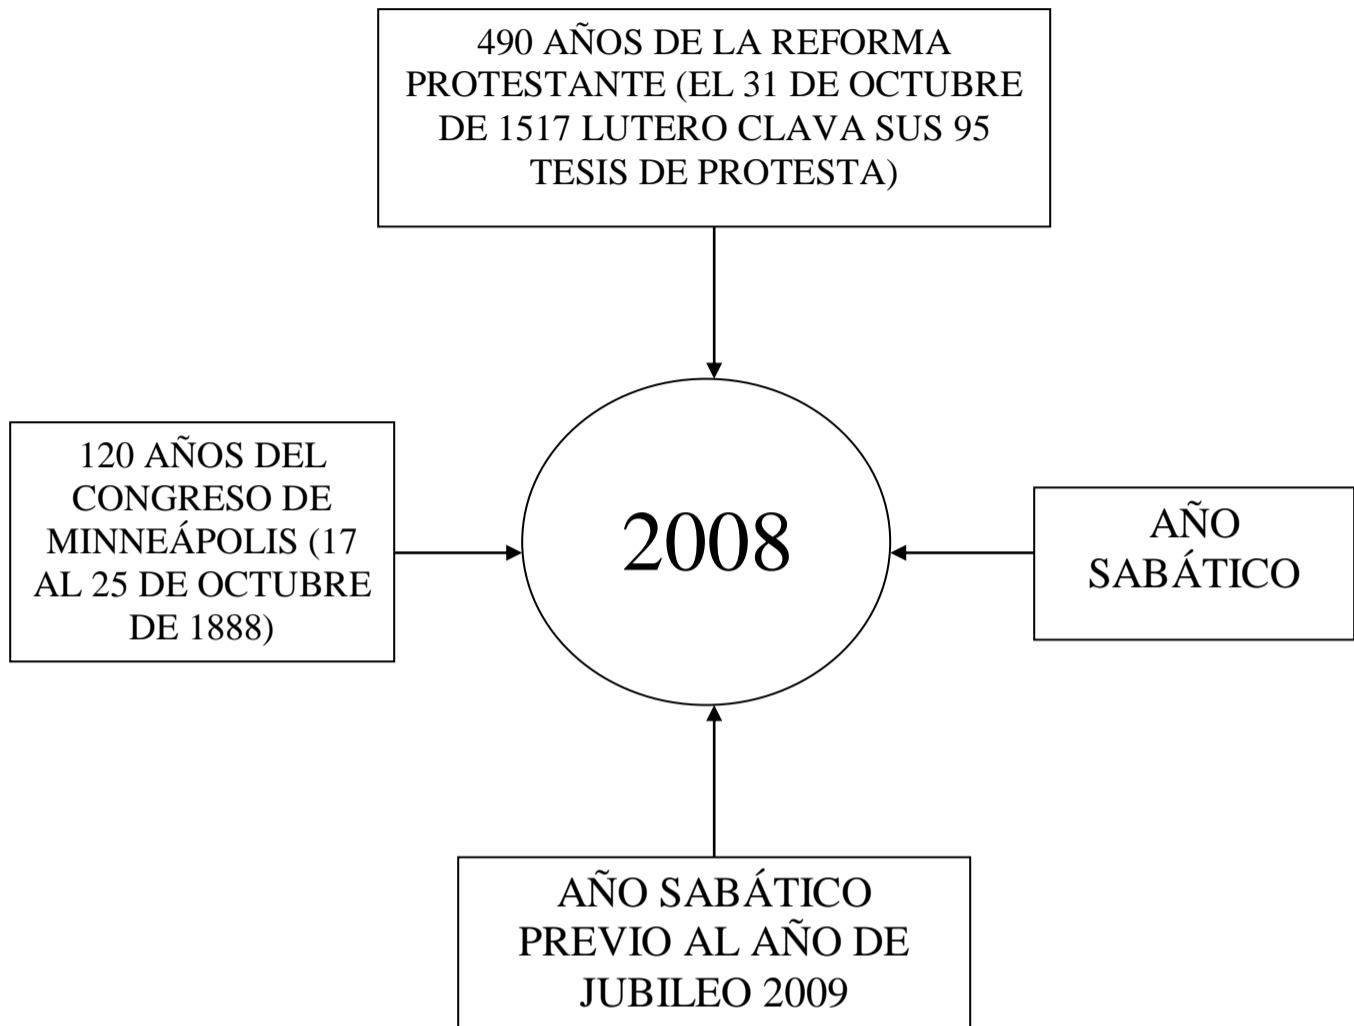 490 AÑOS DE LA REFORMA
PROTESTANTE (EL 31 DE OCTUBRE
DE 1517 LUTERO CLAVA SUS 95
TESIS DE PROTESTA)
120 AÑOS DEL
CONGRESO DE
MINNEÁPOLIS (17
AL 25 DE OCTUBRE
DE 1888)
2008
AÑO
SABÁTICO
AÑO SABÁTICO
PREVIO AL AÑO DE
JUBILEO 2009